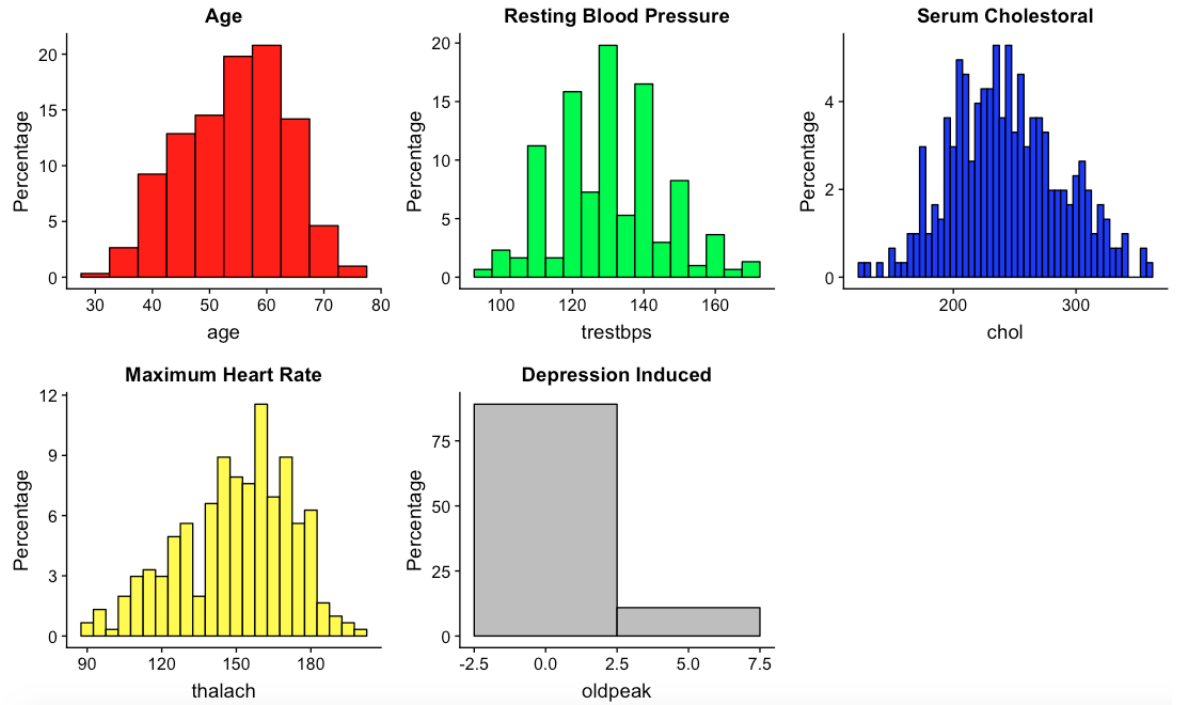 Age
Percentage
20
15
10
5
0
30 40 50 60 70 80
age
Resting Blood Pressure
Percentage
20
15
10
5
0
100 120 140 160
trestbps
Serum Cholestoral
Percentage
4
2
0
200 300
chol
Maximum Heart Rate
Percentage
12
9
6
3
0
90 120 150 180
thalach
Depression Induced
Percentage
75
50
25
0
-2.5 0.0 2.5 5.0 7.5
oldpeak